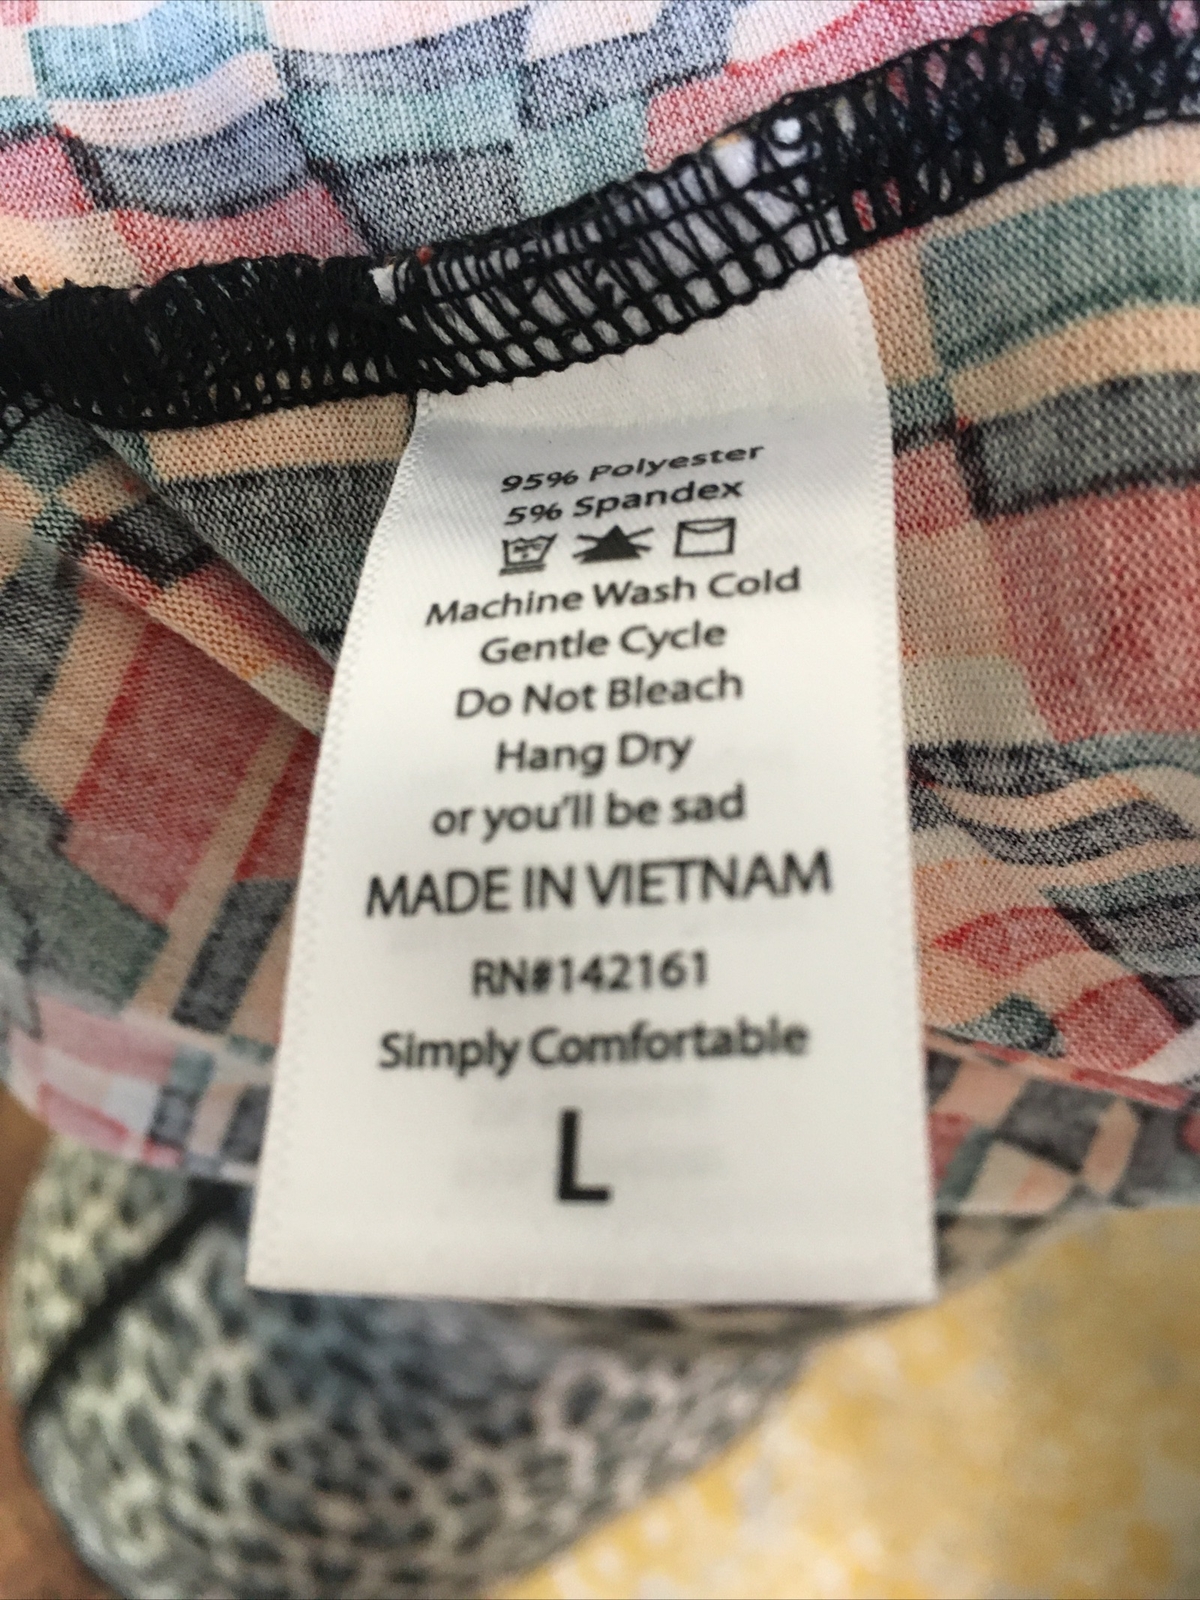 95% Polyester
5% Spandex
Machine Wash Cold
Gentle Cycle
Do Not Bleach
Hang Dry
or you'll be sad
MADE IN VIETNAM
RN#142161
Simply Comfortable
L